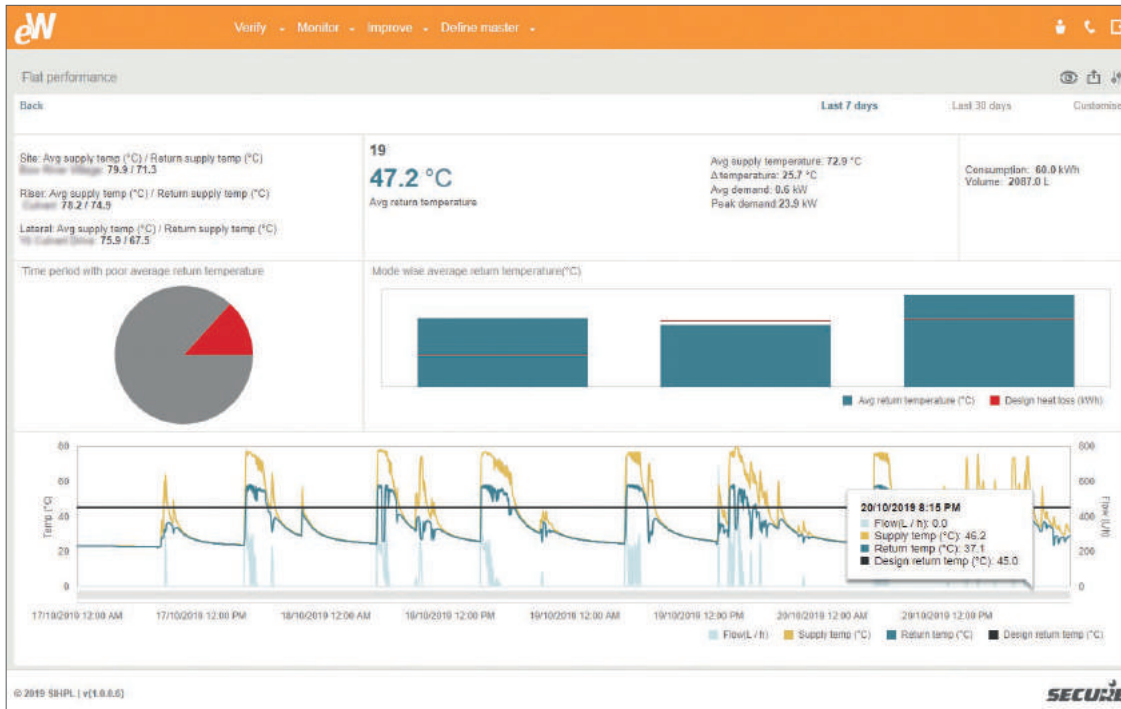 eW
Verify Monitor Improve Define master
Flat performance
Back
Last 7 days Last 30 days Customise
Site: Avg supply temp (°C) / Return supply temp (°C)
79.9 / 71.3
Riser: Avg supply temp (°C) / Return supply temp (°C)
78.2 / 74.9
Lataral: Avg supply temp (°C) / Return supply temp (°C)
75.9 / 67.5
19
47.2 °C
Avg return temperature
Avg supply temperature: 72.9 °C
Δ temperature: 25.7 °C
Avg demand: 0.6 kW
Peak demand: 23.9 kW
Consumption: 60.0 kWh
Volume: 2087.0 L
Time period with poor average return temperature
Mode wise average return temperature(°C)
Avg return temperature (°C) Design heat loss (kWh)
Temp (°C)
80
60
40
20
0
Flow (L/h)
800
600
400
200
0
20/10/2019 8:15 PM
Flow(L / h): 0.0
Supply temp (°C): 46.2
Return temp (°C): 37.1
Design return temp (°C): 45.0
17/10/2019 12:00 AM 17/10/2019 12:00 PM 18/10/2019 12:00 AM 18/10/2019 12:00 PM 19/10/2019 12:00 AM 19/10/2019 12:00 PM 20/10/2019 12:00 AM 20/10/2019 12:00 PM
Flow(L / h) Supply temp (°C) Return temp (°C) Design return temp (°C)
© 2019 SIHPL | v(1.0.0.6)
SECURE